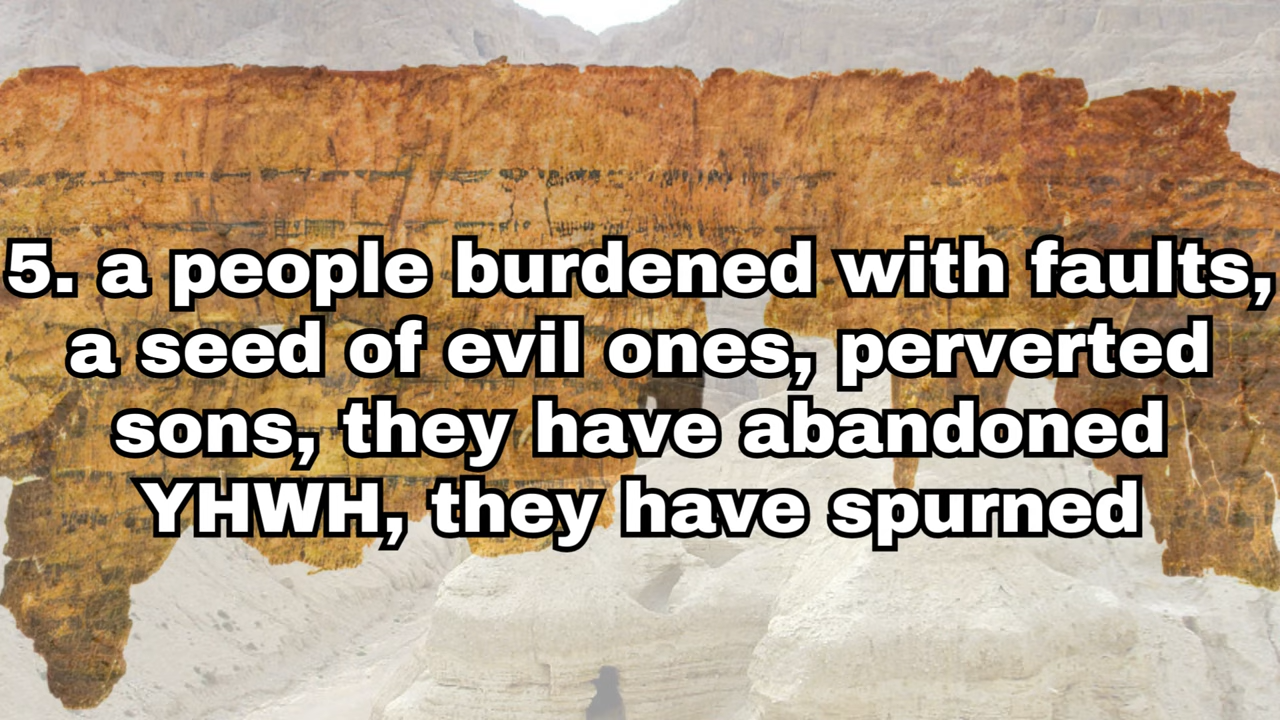 5. a people burdened with faults,
a seed of evil ones, perverted
sons, they have abandoned
YHWH, they have spurned